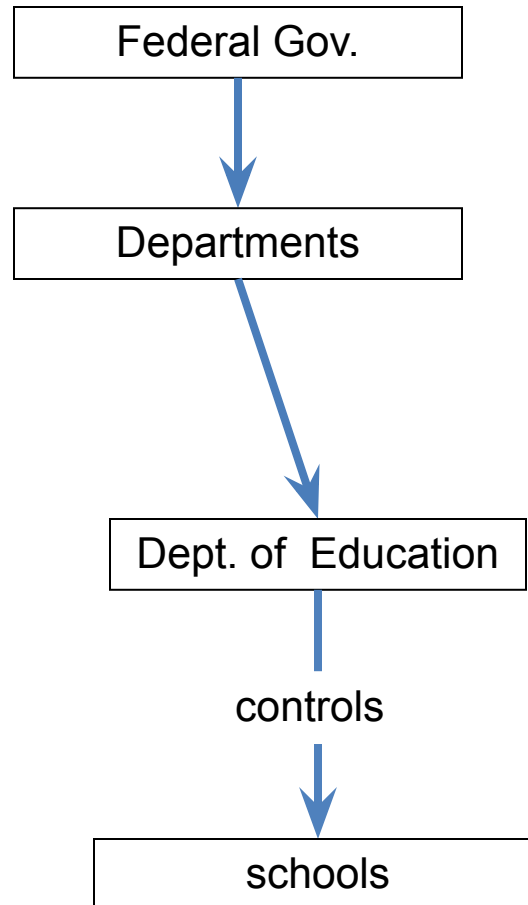 Federal Gov.
Departments
Dept. of  Education
controls
schools